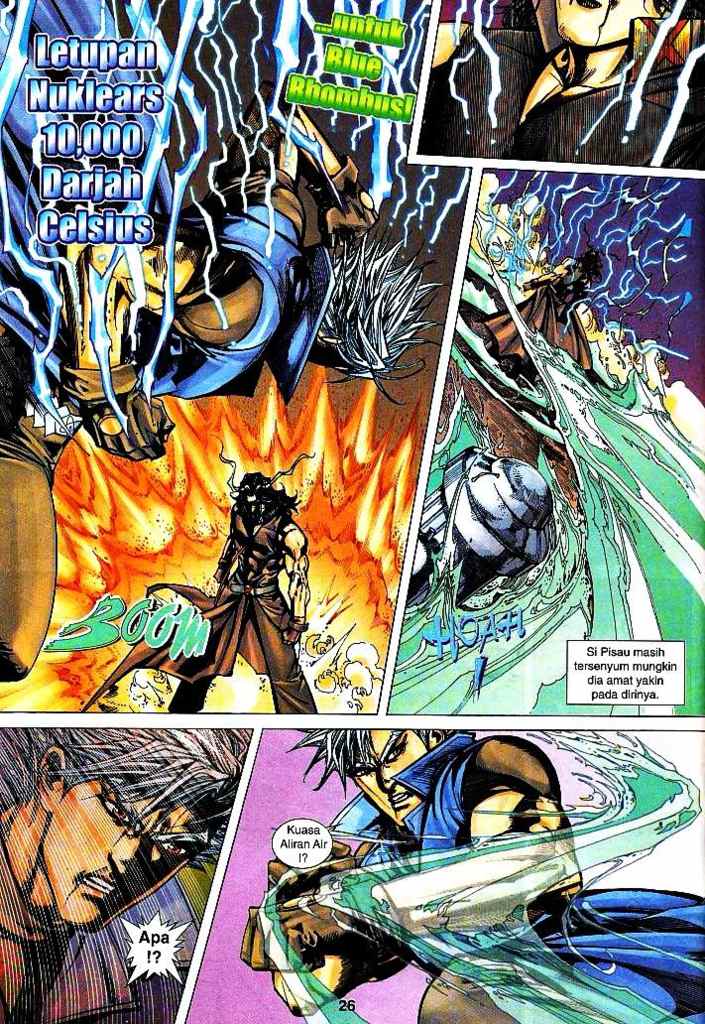 Letupan
Nuklears
10,000
Darjah
Celsius
...untuk
Blue
Rhombus!
BOOM
HOAH
!
Si Pisau masih
tersenyum mungkin
dia amat yakin
pada dirinya.
Apa
!?
Kuasa
Aliran Air
!?
26